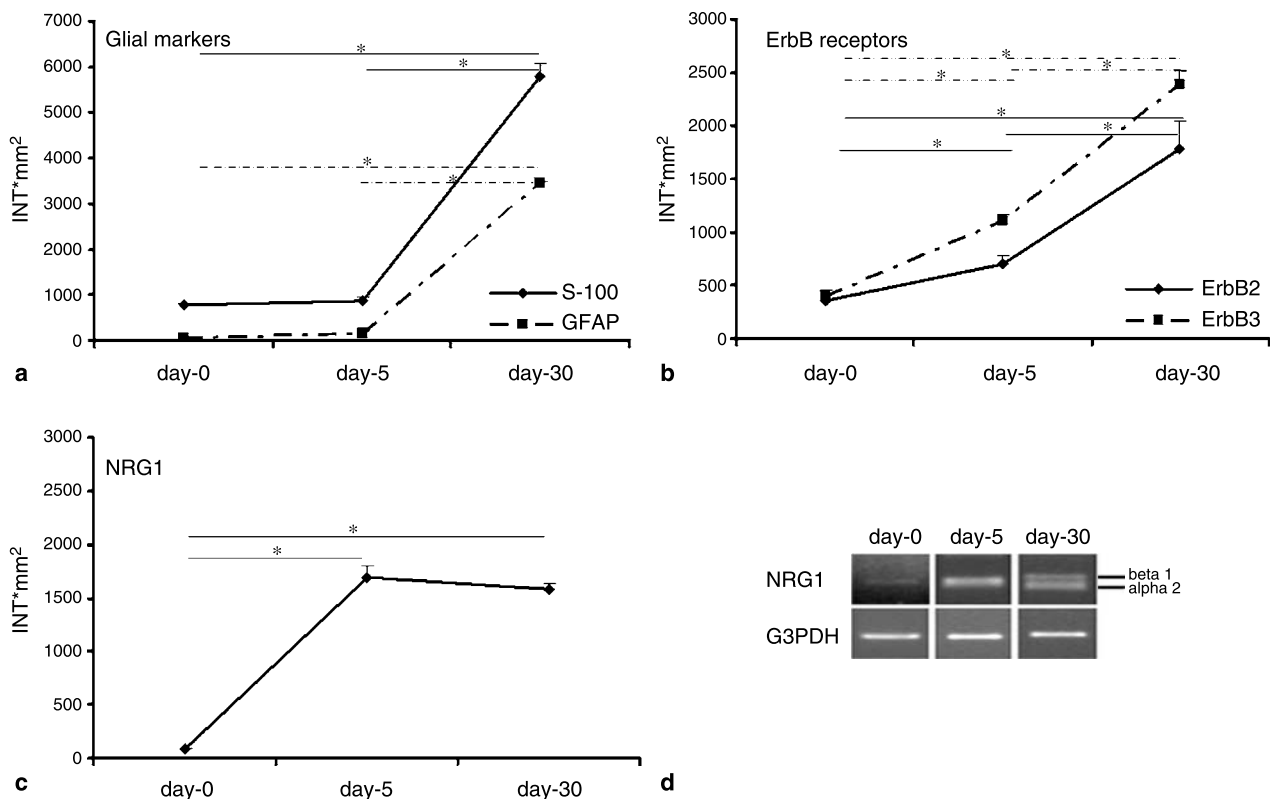 7000
6000
5000
4000
3000
2000
1000
0
INT*mm2
Glial markers
*
*
*
*
S-100
GFAP
day-0 day-5 day-30
a
3000
2500
2000
1500
1000
500
0
INT*mm2
ErbB receptors
*
*
*
*
*
*
ErbB2
ErbB3
day-0 day-5 day-30
b
3000
2500
2000
1500
1000
500
0
INT*mm2
NRG1
*
*
day-0 day-5 day-30
c
day-0 day-5 day-30
NRG1
beta 1
alpha 2
G3PDH
d